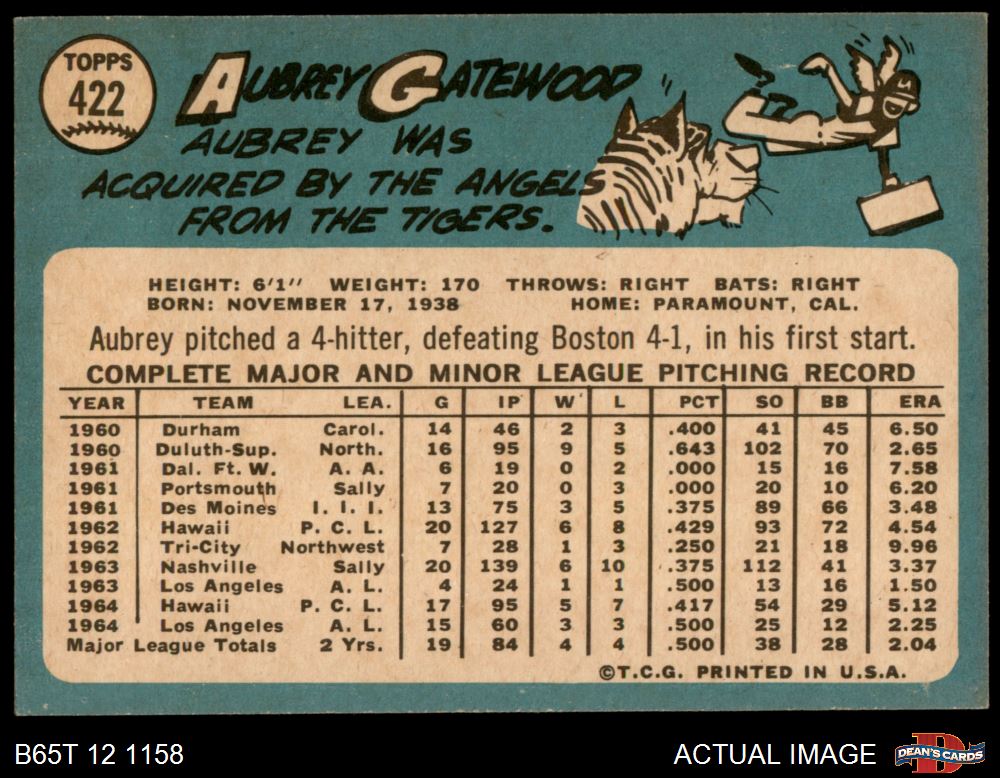 TOPPS
422
AUBREY GATEWOOD
AUBREY WAS
ACQUIRED BY THE ANGELS
FROM THE TIGERS.
HEIGHT: 6'1" WEIGHT: 170 THROWS: RIGHT BATS: RIGHT
BORN: NOVEMBER 17, 1938 HOME: PARAMOUNT, CAL.
Aubrey pitched a 4-hitter, defeating Boston 4-1, in his first start.
COMPLETE MAJOR AND MINOR LEAGUE PITCHING RECORD
YEAR TEAM LEA. G IP W L PCT SO BB ERA
1960 Durham Carol. 14 46 2 3 .400 41 45 6.50
1960 Duluth-Sup. North. 16 95 9 5 .643 102 70 2.65
1961 Dal. Ft. W. A. A. 6 19 0 2 .000 15 16 7.58
1961 Portsmouth Sally 7 20 0 3 .000 20 10 6.20
1961 Des Moines I. I. I. 13 75 3 5 .375 89 66 3.48
1962 Hawaii P. C. L. 20 127 6 8 .429 93 72 4.54
1962 Tri-City Northwest 7 28 1 3 .250 21 18 9.96
1963 Nashville Sally 20 139 6 10 .375 112 41 3.37
1963 Los Angeles A. L. 4 24 1 1 .500 13 16 1.50
1964 Hawaii P. C. L. 17 95 5 7 .417 54 29 5.12
1964 Los Angeles A. L. 15 60 3 3 .500 25 12 2.25
Major League Totals 2 Yrs. 19 84 4 4 .500 38 28 2.04
©T.C.G. PRINTED IN U.S.A.
B65T 12 1158 ACTUAL IMAGE DEAN'S CARDS